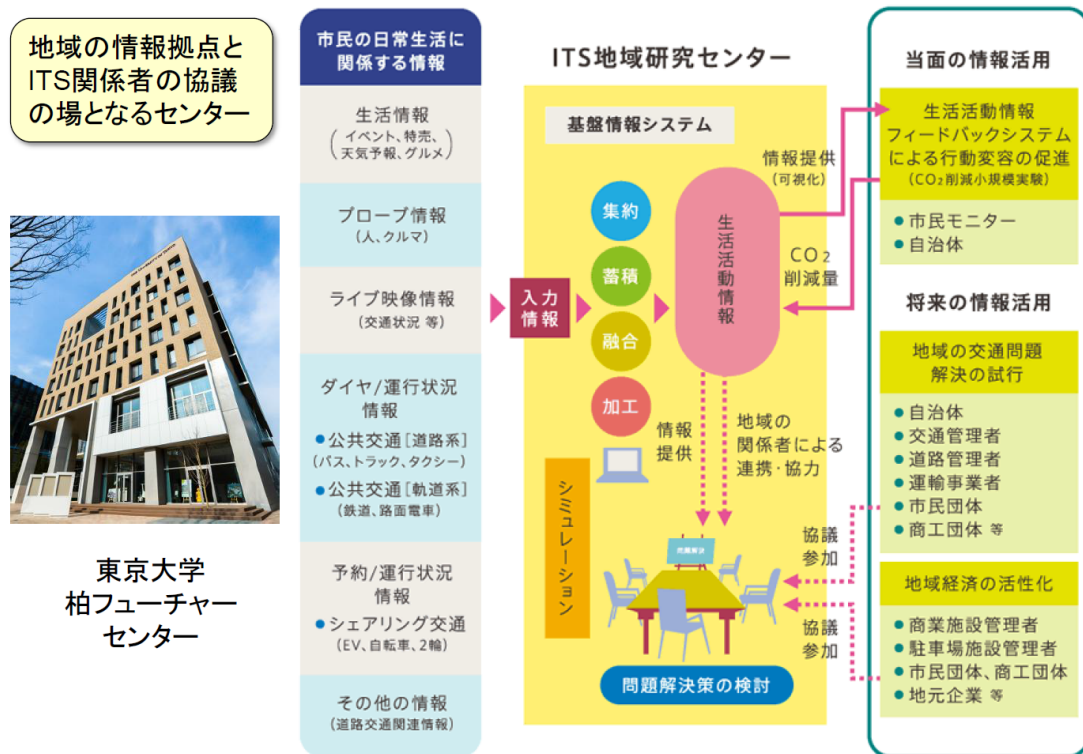 地域の情報拠点と
ITS関係者の協議
の場となるセンター
東京大学
柏フューチャー
センター
市民の日常生活に
関係する情報
生活情報
(イベント、特売、
天気予報、グルメ)
プローブ情報
(人、クルマ)
ライブ映像情報
(交通状況 等)
ダイヤ/運行状況
情報
公共交通[道路系]
(バス、トラック、タクシー)
公共交通[軌道系]
(鉄道、路面電車)
予約/運行状況
情報
シェアリング交通
(EV、自転車、2輪)
その他の情報
(道路交通関連情報)
入力
情報
ITS地域研究センター
基盤情報システム
集約
蓄積
融合
加工
生活活動情報
シミュレーション
情報
提供
地域の
関係者による
連携・協力
問題解決
問題解決策の検討
情報提供
(可視化)
CO2
削減量
協議
参加
協議
参加
当面の情報活用
生活活動情報
フィードバックシステム
による行動変容の促進
(CO2削減小規模実験)
市民モニター
自治体
将来の情報活用
地域の交通問題
解決の試行
自治体
交通管理者
道路管理者
運輸事業者
市民団体
商工団体 等
地域経済の活性化
商業施設管理者
駐車場施設管理者
市民団体、商工団体
地元企業 等